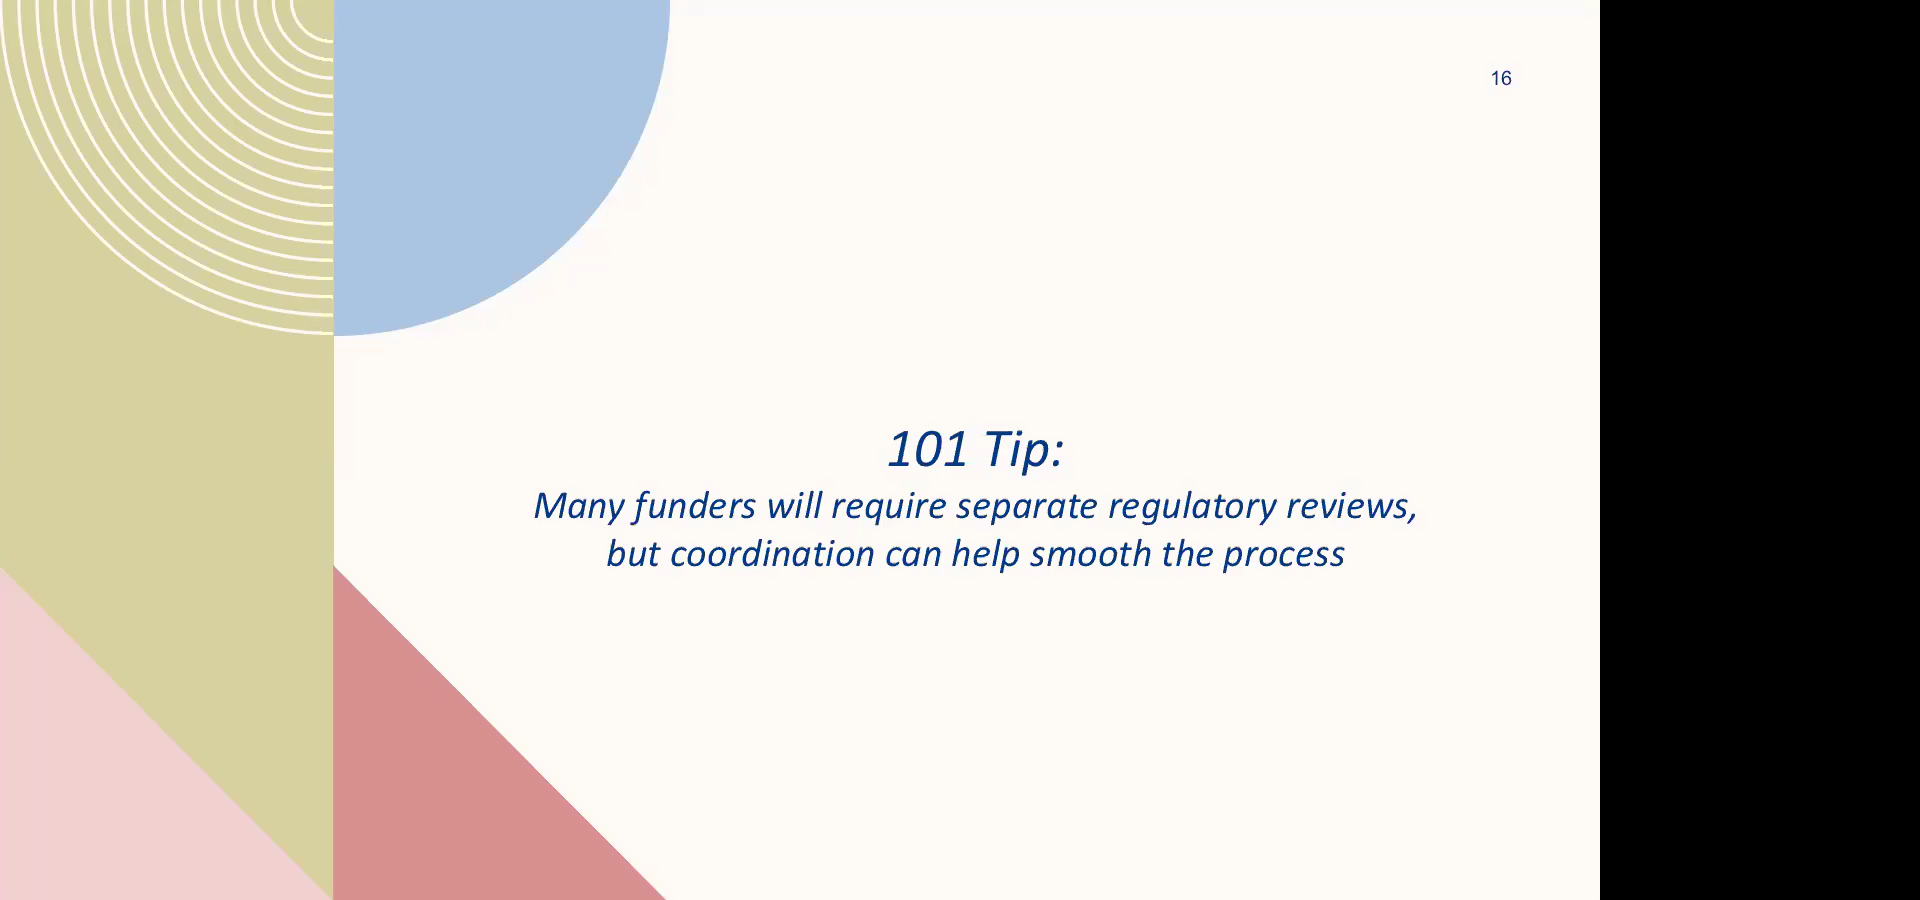 16
101 Tip:
Many funders will require separate regulatory reviews,
but coordination can help smooth the process